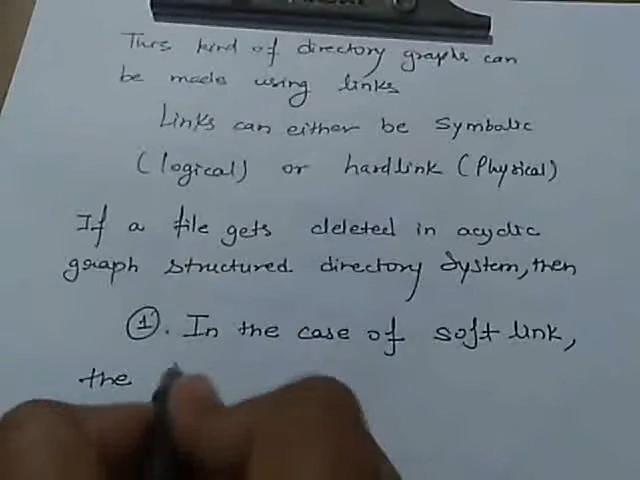 This kind of directory graphs can
be made using links
Links can either be symbolic
(logical) or hardlink (Physical)
If a file gets deleted in acyclic
graph structured directory system, then
①. In the case of soft link,
the